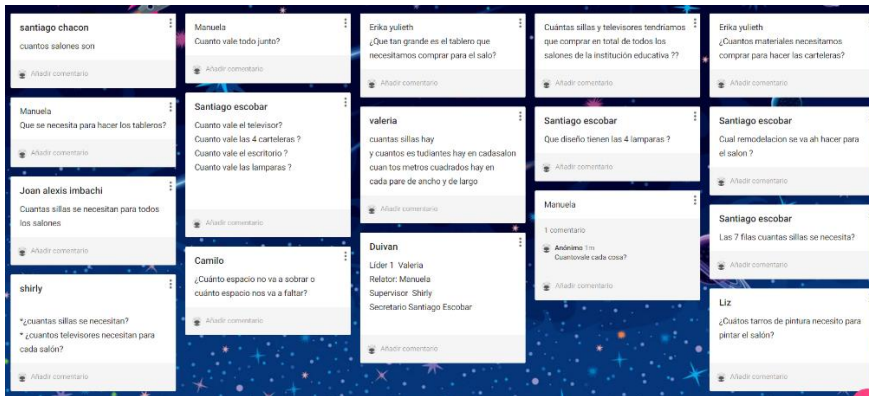 santiago chacon
cuantos salones son
Añadir comentario
Manuela
Que se necesita para hacer los tableros?
Añadir comentario
Joan alexis imbachi
Cuantas sillas se necesitan para todos
los salones
Añadir comentario
shirly
*¿cuantas sillas se necesitan?
* ¿cuantos televisores necesitan para
cada salón?
Añadir comentario
Manuela
Cuanto vale todo junto?
Añadir comentario
Santiago escobar
Cuanto vale el televisor?
Cuanto vale las 4 carteleras ?
Cuanto vale el escritorio ?
Cuanto vale las lamparas ?
Añadir comentario
Camilo
¿Cuánto espacio no va a sobrar o
cuánto espacio nos va a faltar?
Añadir comentario
Erika yulieth
¿Que tan grande es el tablero que
necesitamos comprar para el salo?
Añadir comentario
valeria
cuantas sillas hay
y cuantos es tudiantes hay en cadasalon
cuan tos metros cuadrados hay en
cada pare de ancho y de largo
Añadir comentario
Duivan
Líder 1 Valeria
Relator: Manuela
Supervisor Shirly
Secretario Santiago Escobar
Añadir comentario
Cuántas sillas y televisores tendríamos
que comprar en total de todos los
salones de la institución educativa ??
Añadir comentario
Santiago escobar
Que diseño tienen las 4 lamparas ?
Añadir comentario
Manuela
1 comentario
Anónimo 1m
Cuantovale cada cosa?
Añadir comentario
Erika yulieth
¿Cuantos materiales necesitamos
comprar para hacer las carteleras?
Añadir comentario
Santiago escobar
Cual remodelacion se va ah hacer para
el salon ?
Añadir comentario
Santiago escobar
Las 7 filas cuantas sillas se necesita?
Añadir comentario
Liz
¿Cuátos tarros de pintura necesito para
pintar el salón?
Añadir comentario